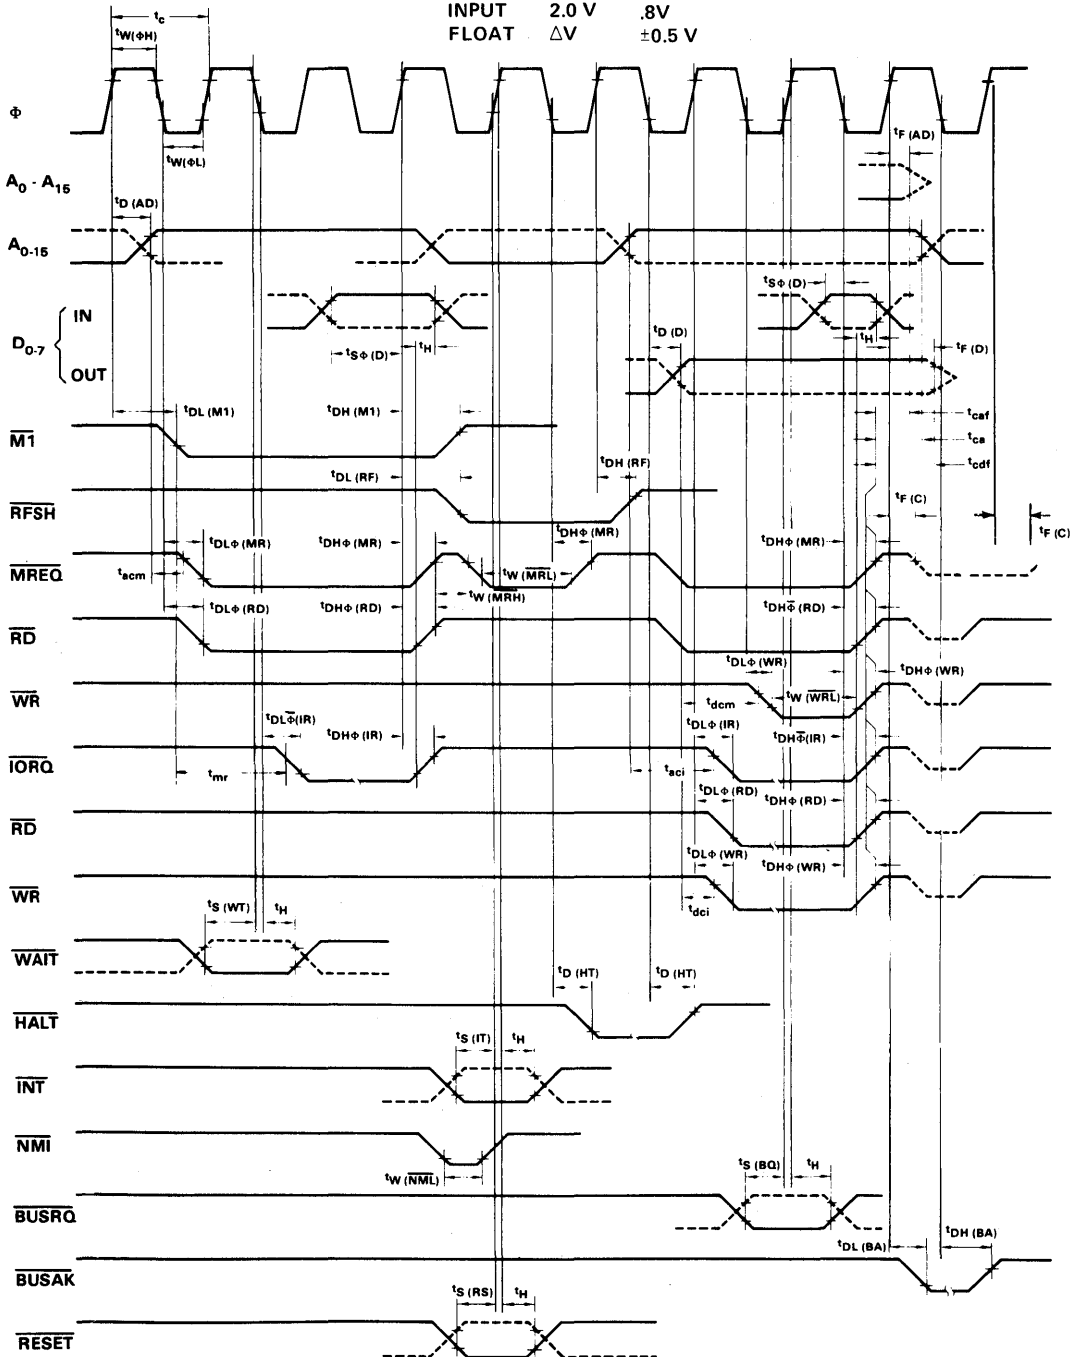 INPUT 2.0 V .8V
FLOAT ΔV ±0.5 V
tc
tW(ΦH)
Φ
tW(ΦL)
tF (AD)
A0 - A15
tD (AD)
A0-15
tSΦ (D)
IN
D0-7
tD (D)
tSΦ (D)
tH
tH
tF (D)
OUT
tDL (M1)
tDH (M1)
tcaf
M1
tca
tDL (RF)
tDH (RF)
tcdf
RFSH
tF (C)
tDHΦ (MR)
tF (C)
tDLΦ (MR)
tDHΦ (MR)
tDHΦ (MR)
MREQ
tacm
tW (MRL)
tW (MRH)
tDLΦ (RD)
tDHΦ (RD)
tDHΦ (RD)
RD
tDLΦ (WR)
tDHΦ (WR)
WR
tdcm
tW (WRL)
tDLΦ (IR)
tDHΦ (IR)
tDLΦ (IR)
tDHΦ (IR)
IORQ
tmr
taci
tDLΦ (RD)
tDHΦ (RD)
RD
tDLΦ (WR)
tDHΦ (WR)
WR
tS (WT)
tH
tdci
WAIT
tD (HT)
tD (HT)
HALT
tS (IT)
tH
INT
NMI
tW (NML)
tS (BQ)
tH
BUSRQ
tDL (BA)
tDH (BA)
BUSAK
tS (RS)
tH
RESET